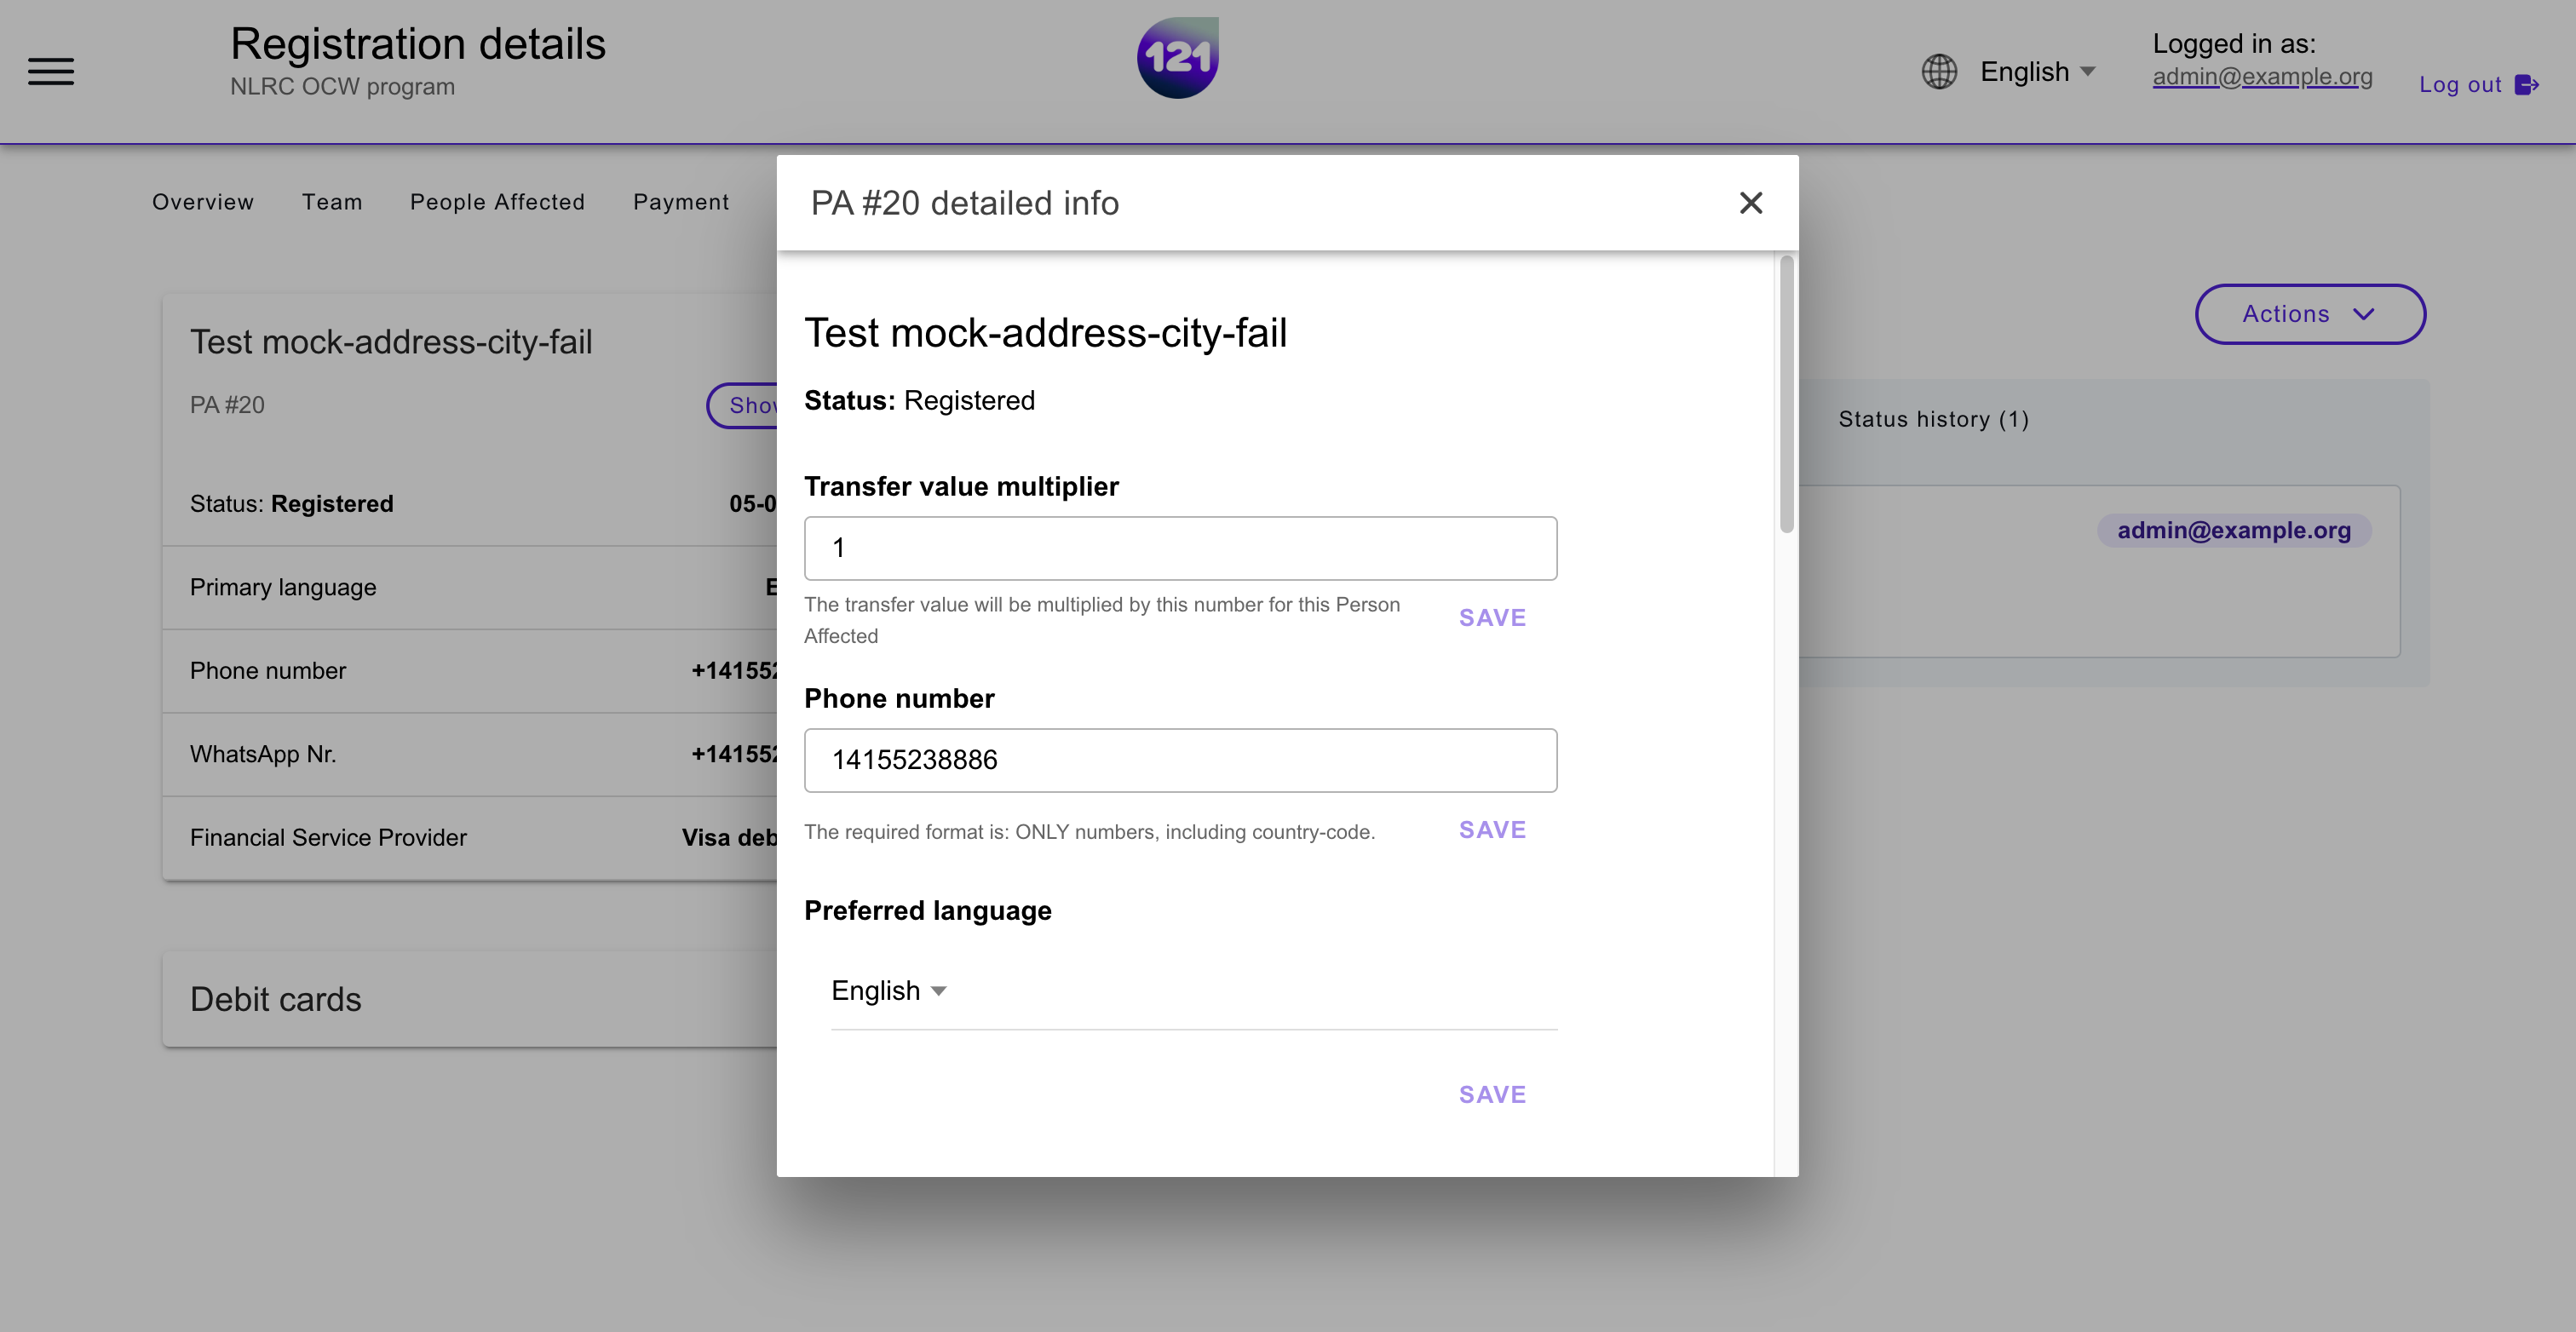 Registration details
NLRC OCW program
121
English
Logged in as:
admin@example.org
Log out
Overview Team People Affected Payment
Test mock-address-city-fail
PA #20
Status: Registered
Primary language
Phone number +14155
WhatsApp Nr. +14155
Financial Service Provider Visa
Debit cards
PA #20 detailed info
Test mock-address-city-fail
Status: Registered
Transfer value multiplier
1
The transfer value will be multiplied by this number for this Person
Affected
SAVE
Phone number
14155238886
The required format is: ONLY numbers, including country-code.
SAVE
Preferred language
English
SAVE
Actions
Status history (1)
admin@example.org